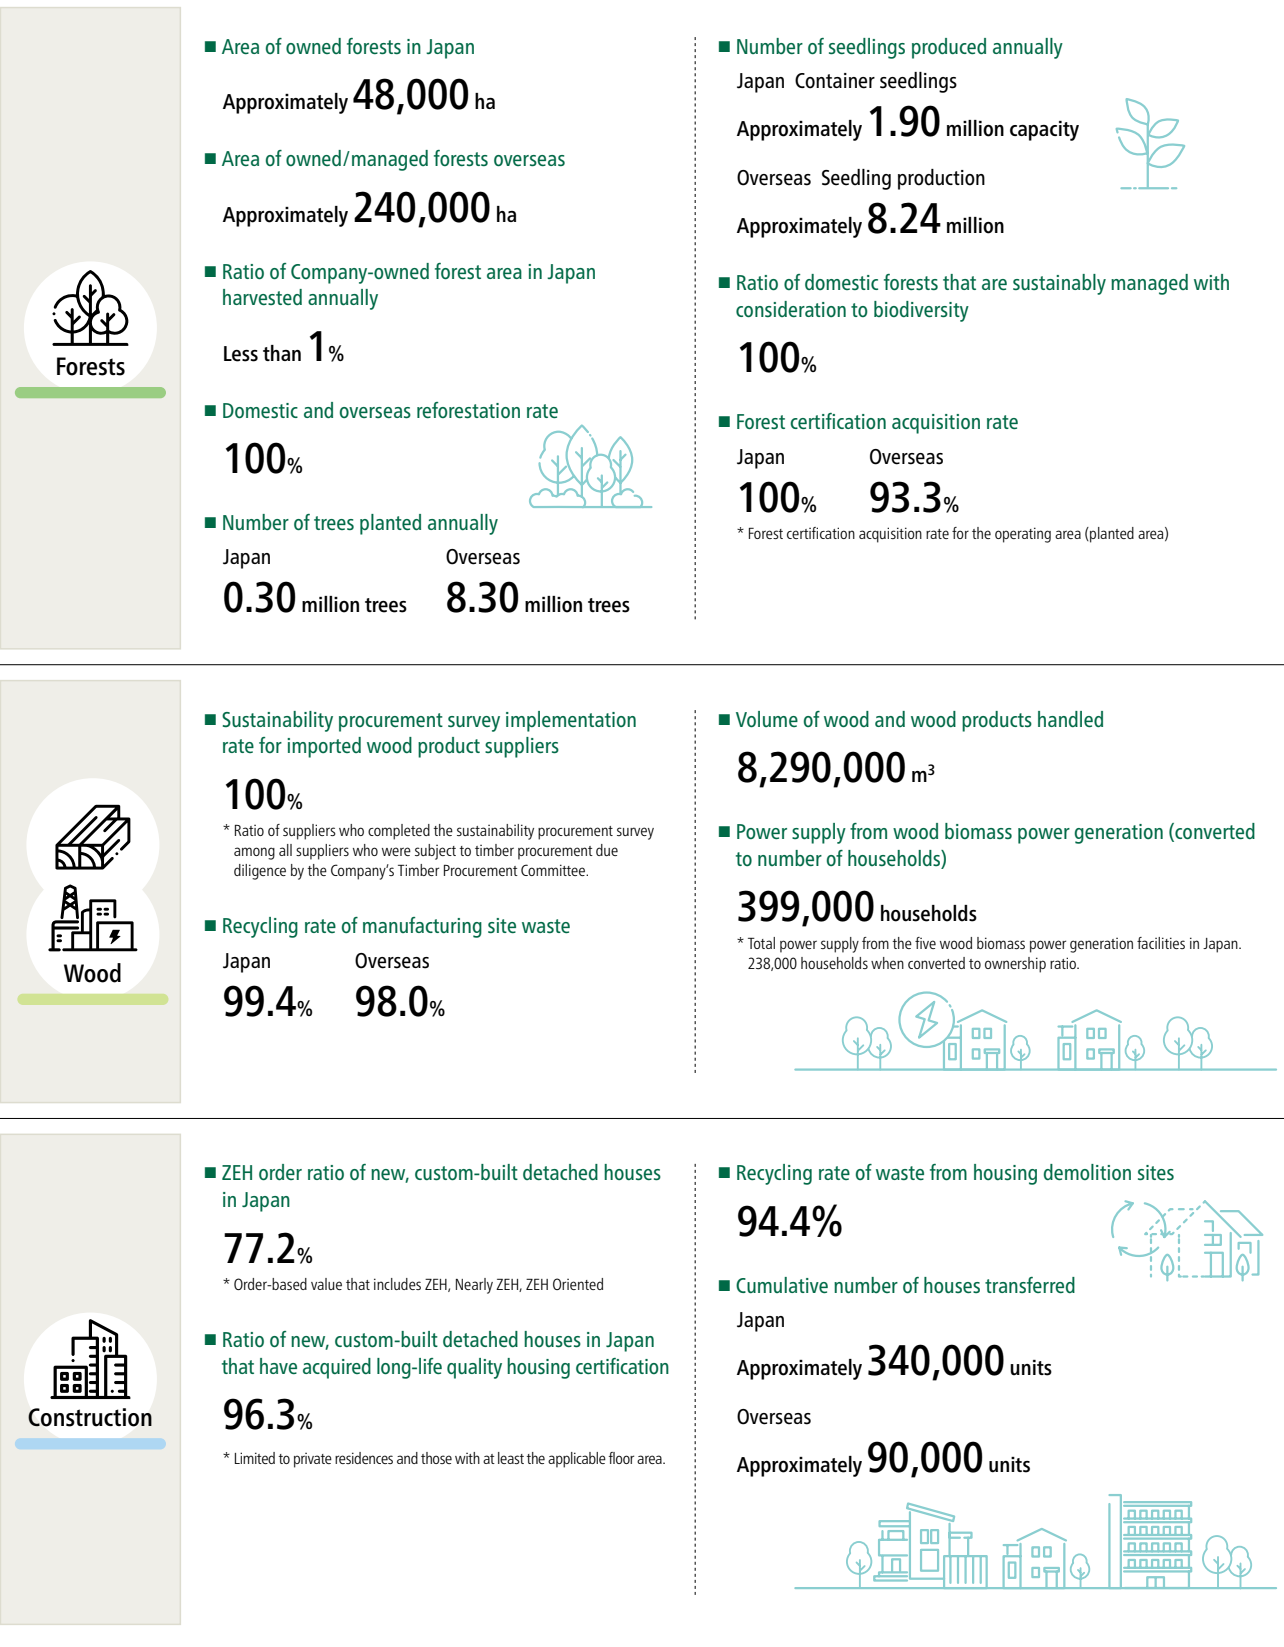 Forests
■ Area of owned forests in Japan
Approximately 48,000 ha
■ Area of owned/managed forests overseas
Approximately 240,000 ha
■ Ratio of Company-owned forest area in Japan
harvested annually
Less than 1%
■ Domestic and overseas reforestation rate
100%
■ Number of trees planted annually
Japan Overseas
0.30 million trees 8.30 million trees
■ Number of seedlings produced annually
Japan Container seedlings
Approximately 1.90 million capacity
Overseas Seedling production
Approximately 8.24 million
■ Ratio of domestic forests that are sustainably managed with
consideration to biodiversity
100%
■ Forest certification acquisition rate
Japan Overseas
100% 93.3%
* Forest certification acquisition rate for the operating area (planted area)
Wood
■ Sustainability procurement survey implementation
rate for imported wood product suppliers
100%
* Ratio of suppliers who completed the sustainability procurement survey
among all suppliers who were subject to timber procurement due
diligence by the Company's Timber Procurement Committee.
■ Recycling rate of manufacturing site waste
Japan Overseas
99.4% 98.0%
■ Volume of wood and wood products handled
8,290,000 m³
■ Power supply from wood biomass power generation (converted
to number of households)
399,000 households
* Total power supply from the five wood biomass power generation facilities in Japan.
238,000 households when converted to ownership ratio.
Construction
■ ZEH order ratio of new, custom-built detached houses
in Japan
77.2%
* Order-based value that includes ZEH, Nearly ZEH, ZEH Oriented
■ Ratio of new, custom-built detached houses in Japan
that have acquired long-life quality housing certification
96.3%
* Limited to private residences and those with at least the applicable floor area.
■ Recycling rate of waste from housing demolition sites
94.4%
■ Cumulative number of houses transferred
Japan
Approximately 340,000 units
Overseas
Approximately 90,000 units